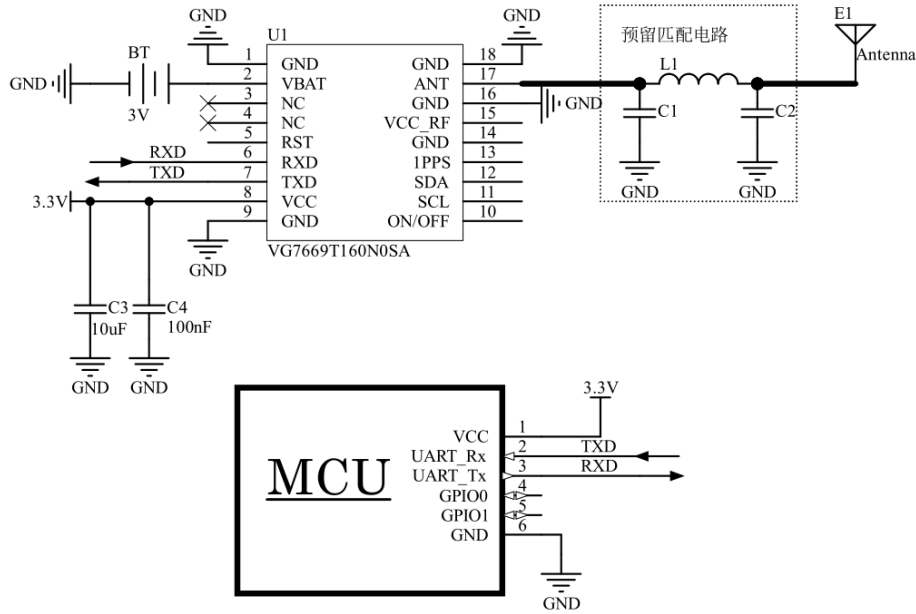 GND
U1
GND
E1
预留匹配电路
Antenna
1 GND
GND 18
BT
GND
3V
2 VBAT
ANT 17
L1
3 NC
GND 16
GND
4 NC
VCC_RF 15
C1
C2
5 RST
GND 14
RXD
6 RXD
1PPS 13
TXD
7 TXD
SDA 12
GND
GND
3.3V
8 VCC
SCL 11
9 GND
ON/OFF 10
VG7669T160N0SA
GND
C3
10uF
C4
100nF
GND
GND
MCU
3.3V
VCC 1
UART_Rx 2 TXD
UART_Tx 3 RXD
GPIO0 4
GPIO1 5
GND 6
GND